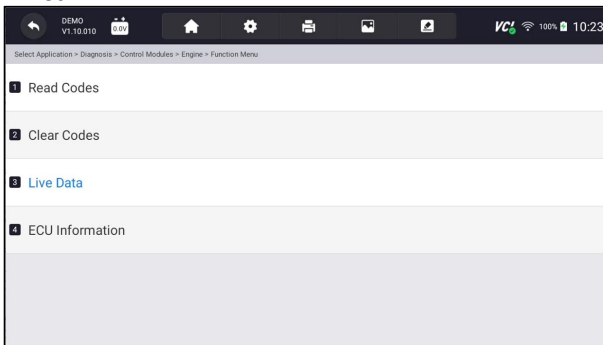 DEMO
V1.10.010
0.0V
VCI 100% 10:23
Select Application > Diagnosis > Control Modules > Engine > Function Menu
1 Read Codes
2 Clear Codes
3 Live Data
4 ECU Information